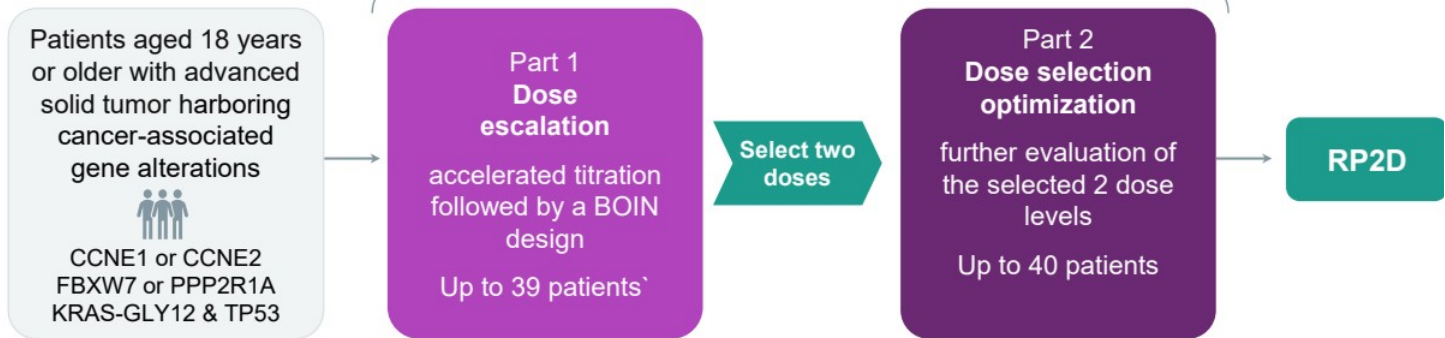 Patients aged 18 years
or older with advanced
solid tumor harboring
cancer-associated
gene alterations
CCNE1 or CCNE2
FBXW7 or PPP2R1A
KRAS-GLY12 & TP53
Part 1
Dose
escalation
accelerated titration
followed by a BOIN
design
Up to 39 patients`
Select two
doses
Part 2
Dose selection
optimization
further evaluation of
the selected 2 dose
levels
Up to 40 patients
RP2D